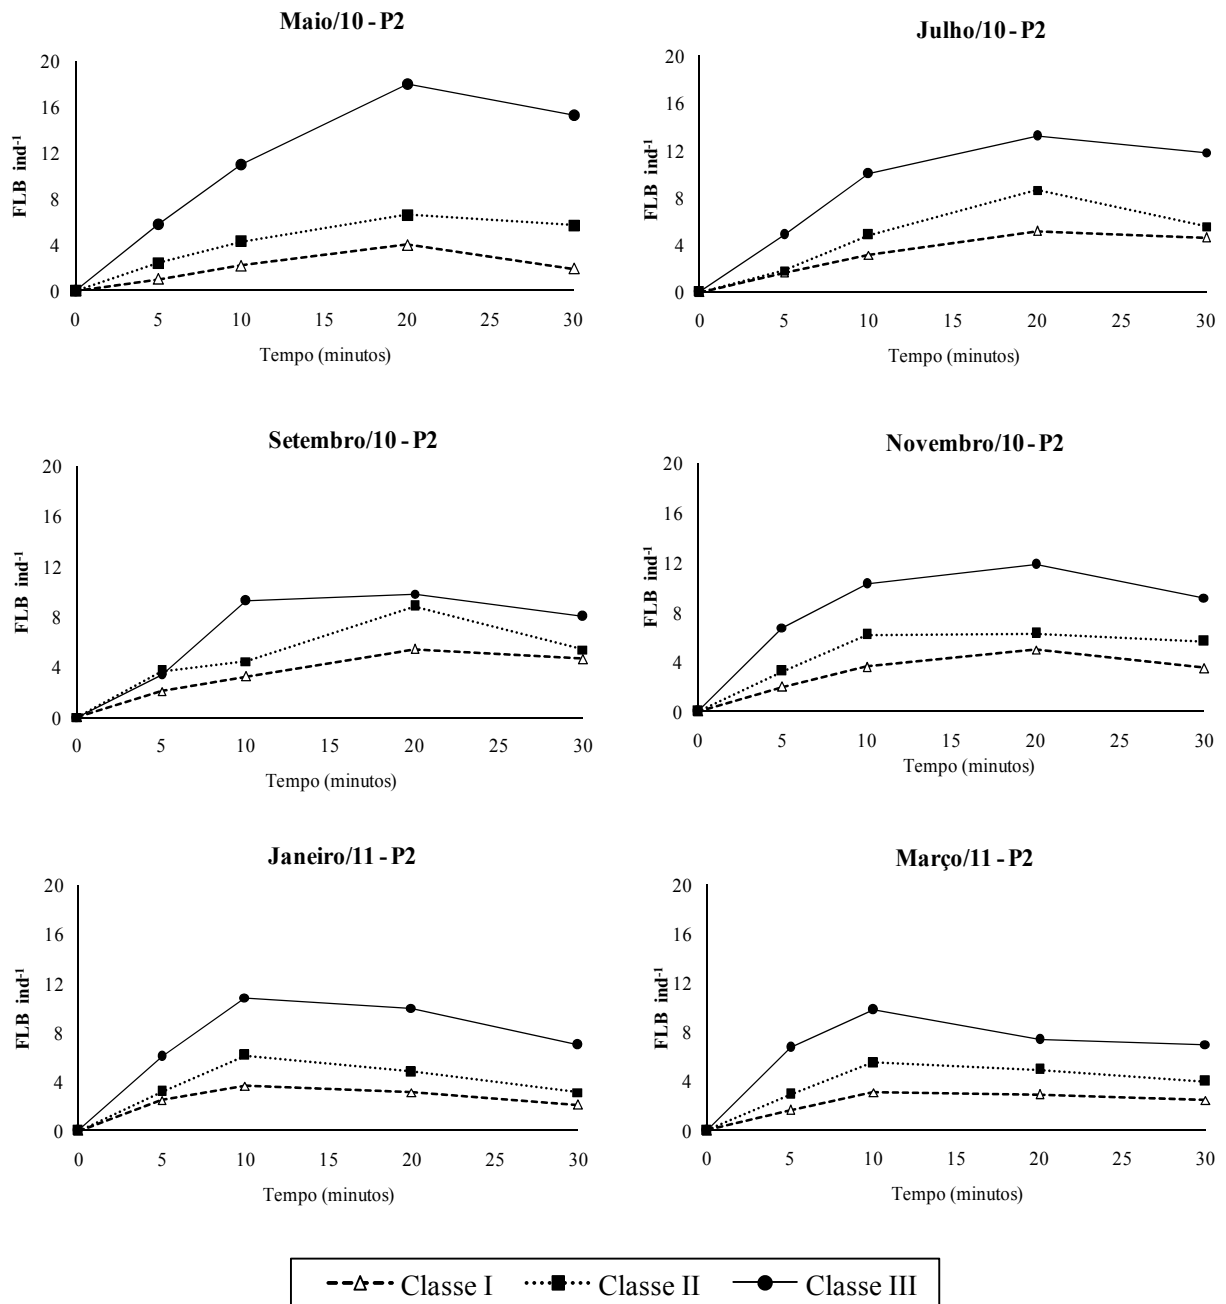 Maio/10 - P2
20
16
12
8
4
0
FLB ind-1
0 5 10 15 20 25 30
Tempo (minutos)
Julho/10 - P2
20
16
12
8
4
0
FLB ind-1
0 5 10 15 20 25 30
Tempo (minutos)
Setembro/10 - P2
20
16
12
8
4
0
FLB ind-1
0 5 10 15 20 25 30
Tempo (minutos)
Novembro/10 - P2
20
16
12
8
4
0
FLB ind-1
0 5 10 15 20 25 30
Tempo (minutos)
Janeiro/11 - P2
20
16
12
8
4
0
FLB ind-1
0 5 10 15 20 25 30
Tempo (minutos)
Março/11 - P2
20
16
12
8
4
0
FLB ind-1
0 5 10 15 20 25 30
Tempo (minutos)
Classe I Classe II Classe III